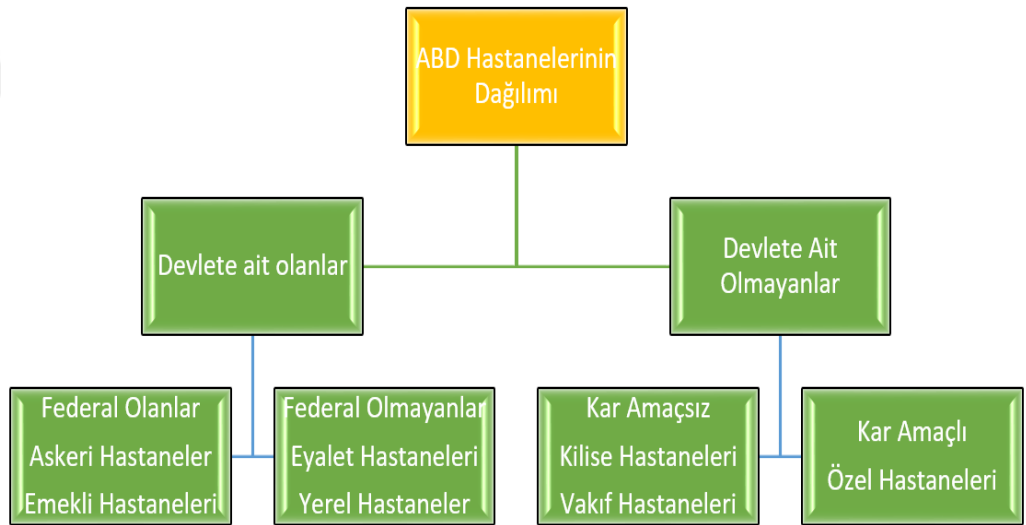 ABD Hastanelerinin
Dağılımı
Devlete ait olanlar
Devlete Ait
Olmayanlar
Federal Olanlar
Askeri Hastaneler
Emekli Hastaneleri
Federal Olmayanlar
Eyalet Hastaneleri
Yerel Hastaneler
Kar Amaçsız
Kilise Hastaneleri
Vakıf Hastaneleri
Kar Amaçlı
Özel Hastaneleri